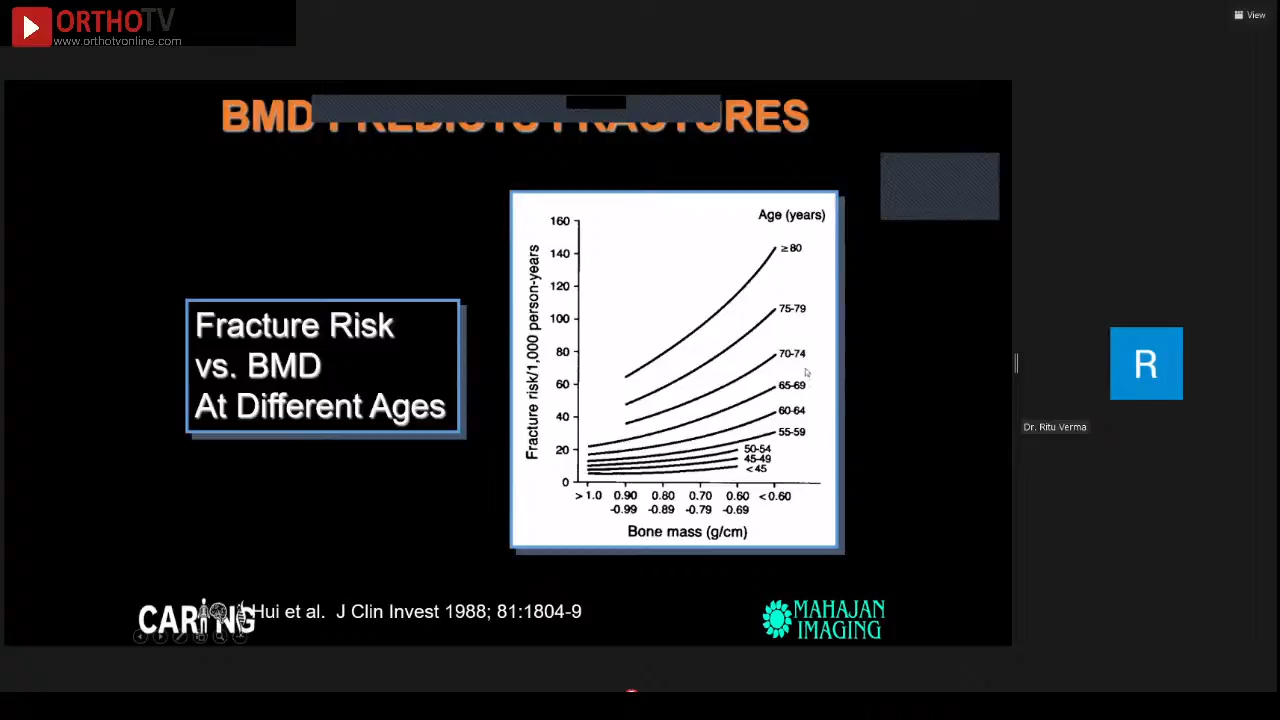 ORTHOTV
www.orthotvonline.com
View
BMD PREDICTS FRACTURES
Fracture Risk
vs. BMD
At Different Ages
Age (years)
160
140
120
100
80
60
40
20
0
Fracture risk/1,000 person-years
≥80
75-79
70-74
65-69
60-64
55-59
50-54
45-49
<45
>1.0 0.90 0.80 0.70 0.60 <0.60
-0.99 -0.89 -0.79 -0.69
Bone mass (g/cm)
R
Dr. Ritu Verma
CARING
Hui et al. J Clin Invest 1988; 81:1804-9
MAHAJAN
IMAGING